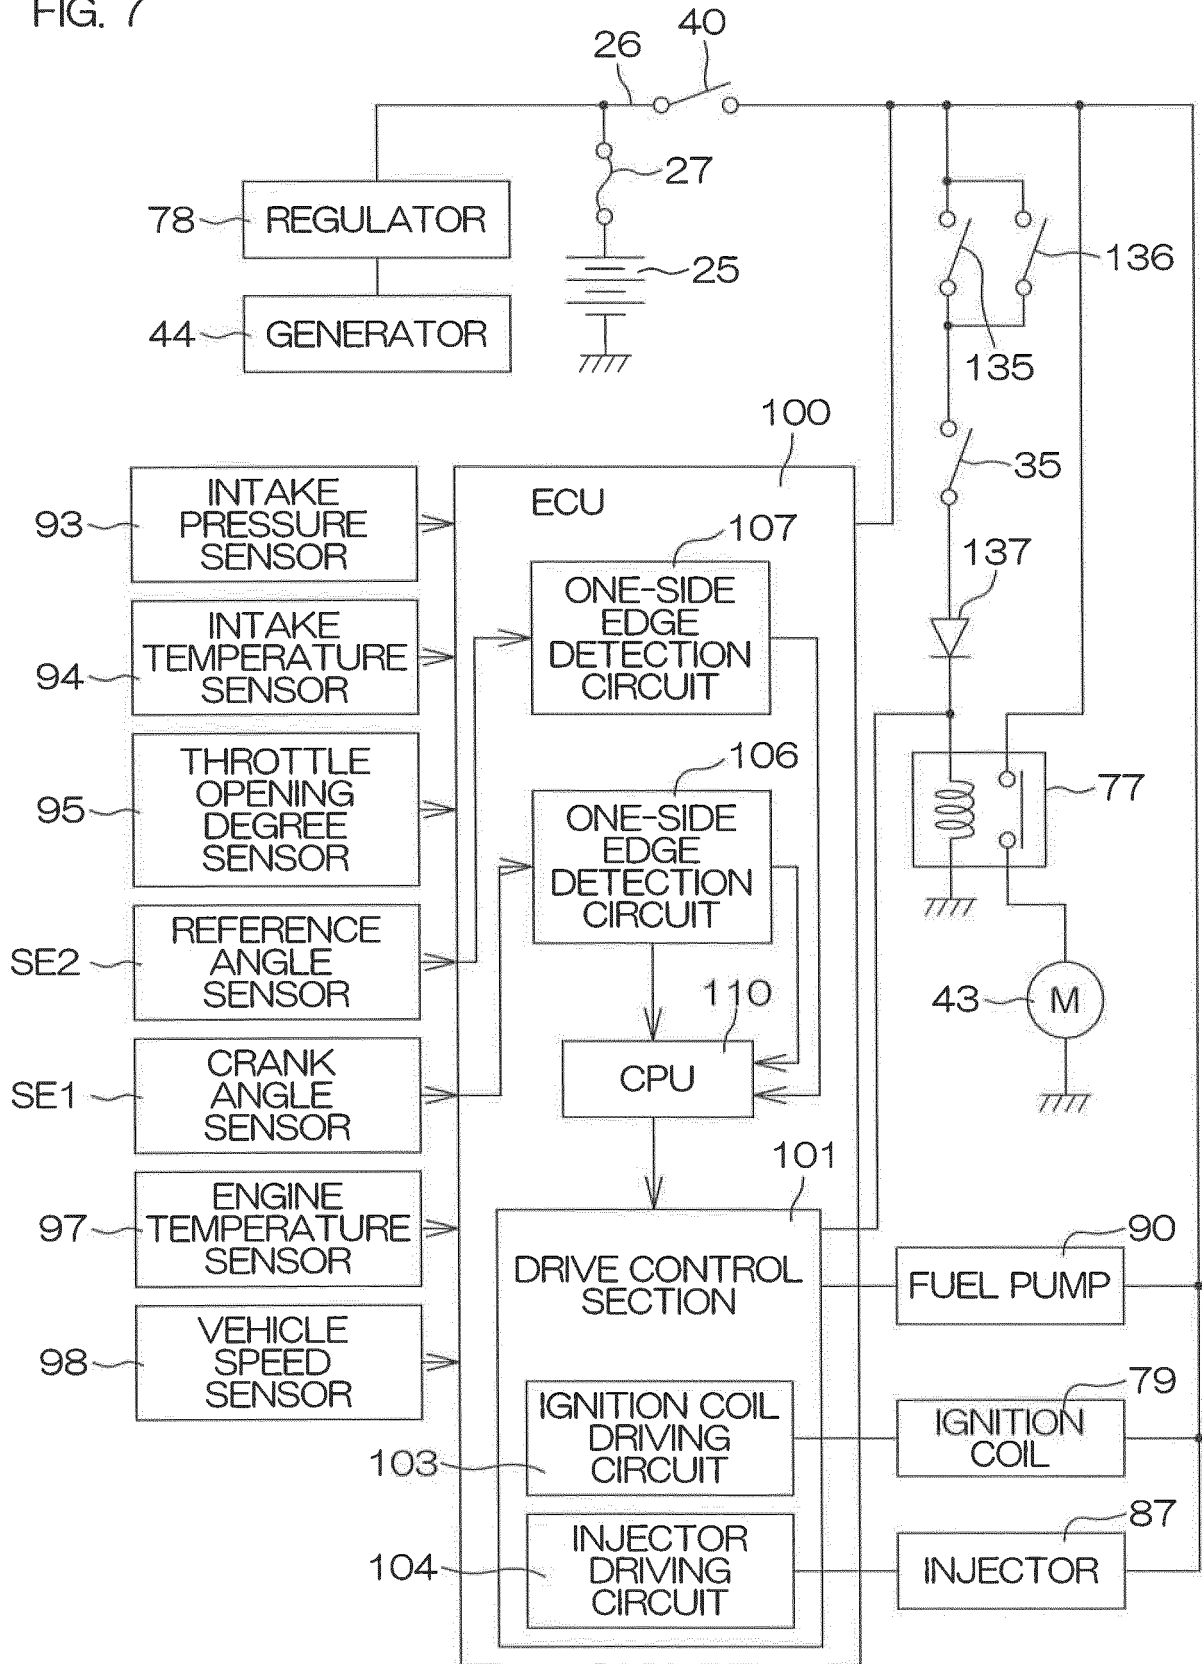 FIG. 7
40
26
27
78
REGULATOR
25
136
44
GENERATOR
135
100
35
93
INTAKE
PRESSURE
SENSOR
ECU
107
137
94
INTAKE
TEMPERATURE
SENSOR
ONE-SIDE
EDGE
DETECTION
CIRCUIT
95
THROTTLE
OPENING
DEGREE
SENSOR
106
77
ONE-SIDE
EDGE
DETECTION
CIRCUIT
SE2
REFERENCE
ANGLE
SENSOR
110
43
M
SE1
CRANK
ANGLE
SENSOR
CPU
101
97
ENGINE
TEMPERATURE
SENSOR
90
DRIVE CONTROL
SECTION
FUEL PUMP
98
VEHICLE
SPEED
SENSOR
79
103
IGNITION COIL
DRIVING
CIRCUIT
IGNITION
COIL
87
104
INJECTOR
DRIVING
CIRCUIT
INJECTOR